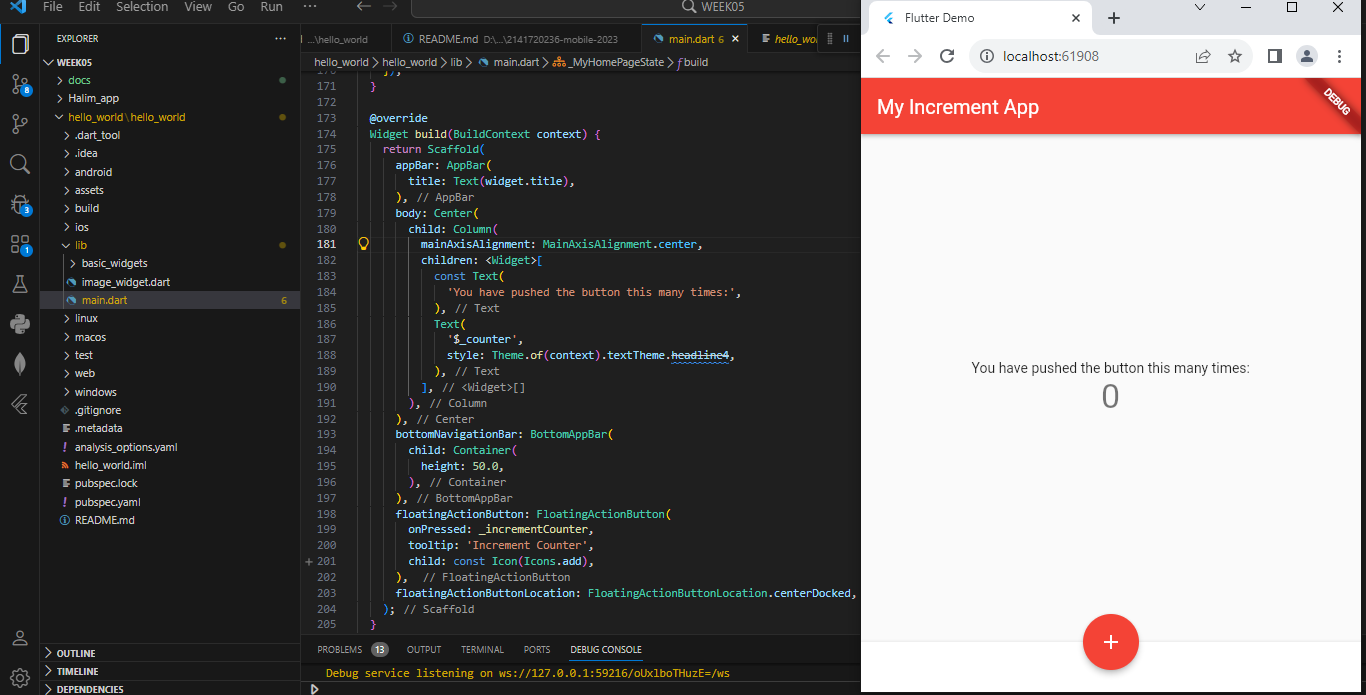 File Edit Selection View Go Run ··· WEEK05
EXPLORER ···
WEEK05
docs
Halim_app
hello_world \ hello_world
.dart_tool
.idea
android
assets
build
ios
lib
basic_widgets
image_widget.dart
main.dart 6
linux
macos
test
web
windows
.gitignore
.metadata
analysis_options.yaml
hello_world.iml
pubspec.lock
pubspec.yaml
README.md
OUTLINE
TIMELINE
DEPENDENCIES
8
3
1
...\hello_world README.md D:\...\2141720236-mobile-2023 main.dart 6 hello_wor
hello_world > hello_world > lib > main.dart > _MyHomePageState > build
170 ]);
171 }
172
173 @override
174 Widget build(BuildContext context) {
175 return Scaffold(
176 appBar: AppBar(
177 title: Text(widget.title),
178 ), // AppBar
179 body: Center(
180 child: Column(
181 mainAxisAlignment: MainAxisAlignment.center,
182 children: <Widget>[
183 const Text(
184 'You have pushed the button this many times:',
185 ), // Text
186 Text(
187 '$_counter',
188 style: Theme.of(context).textTheme.headline4,
189 ), // Text
190 ], // <Widget>[]
191 ), // Column
192 ), // Center
193 bottomNavigationBar: BottomAppBar(
194 child: Container(
195 height: 50.0,
196 ), // Container
197 ), // BottomAppBar
198 floatingActionButton: FloatingActionButton(
199 onPressed: _incrementCounter,
200 tooltip: 'Increment Counter',
201 child: const Icon(Icons.add),
202 ), // FloatingActionButton
203 floatingActionButtonLocation: FloatingActionButtonLocation.centerDocked,
204 ); // Scaffold
205 }
PROBLEMS 13 OUTPUT TERMINAL PORTS DEBUG CONSOLE
Debug service listening on ws://127.0.0.1:59216/oUxlboTHuzE=/ws
Flutter Demo
localhost:61908
My Increment App
DEBUG
You have pushed the button this many times:
0
+